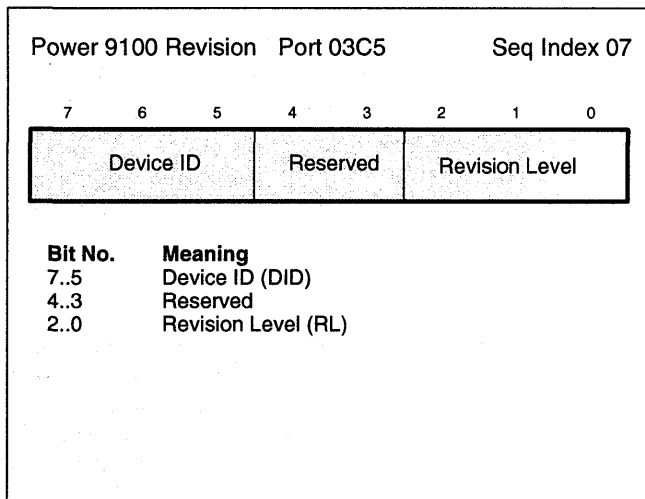 Power 9100 Revision Port 03C5 Seq Index 07
7 6 5 4 3 2 1 0
Device ID Reserved Revision Level
Bit No. Meaning
7..5 Device ID (DID)
4..3 Reserved
2..0 Revision Level (RL)